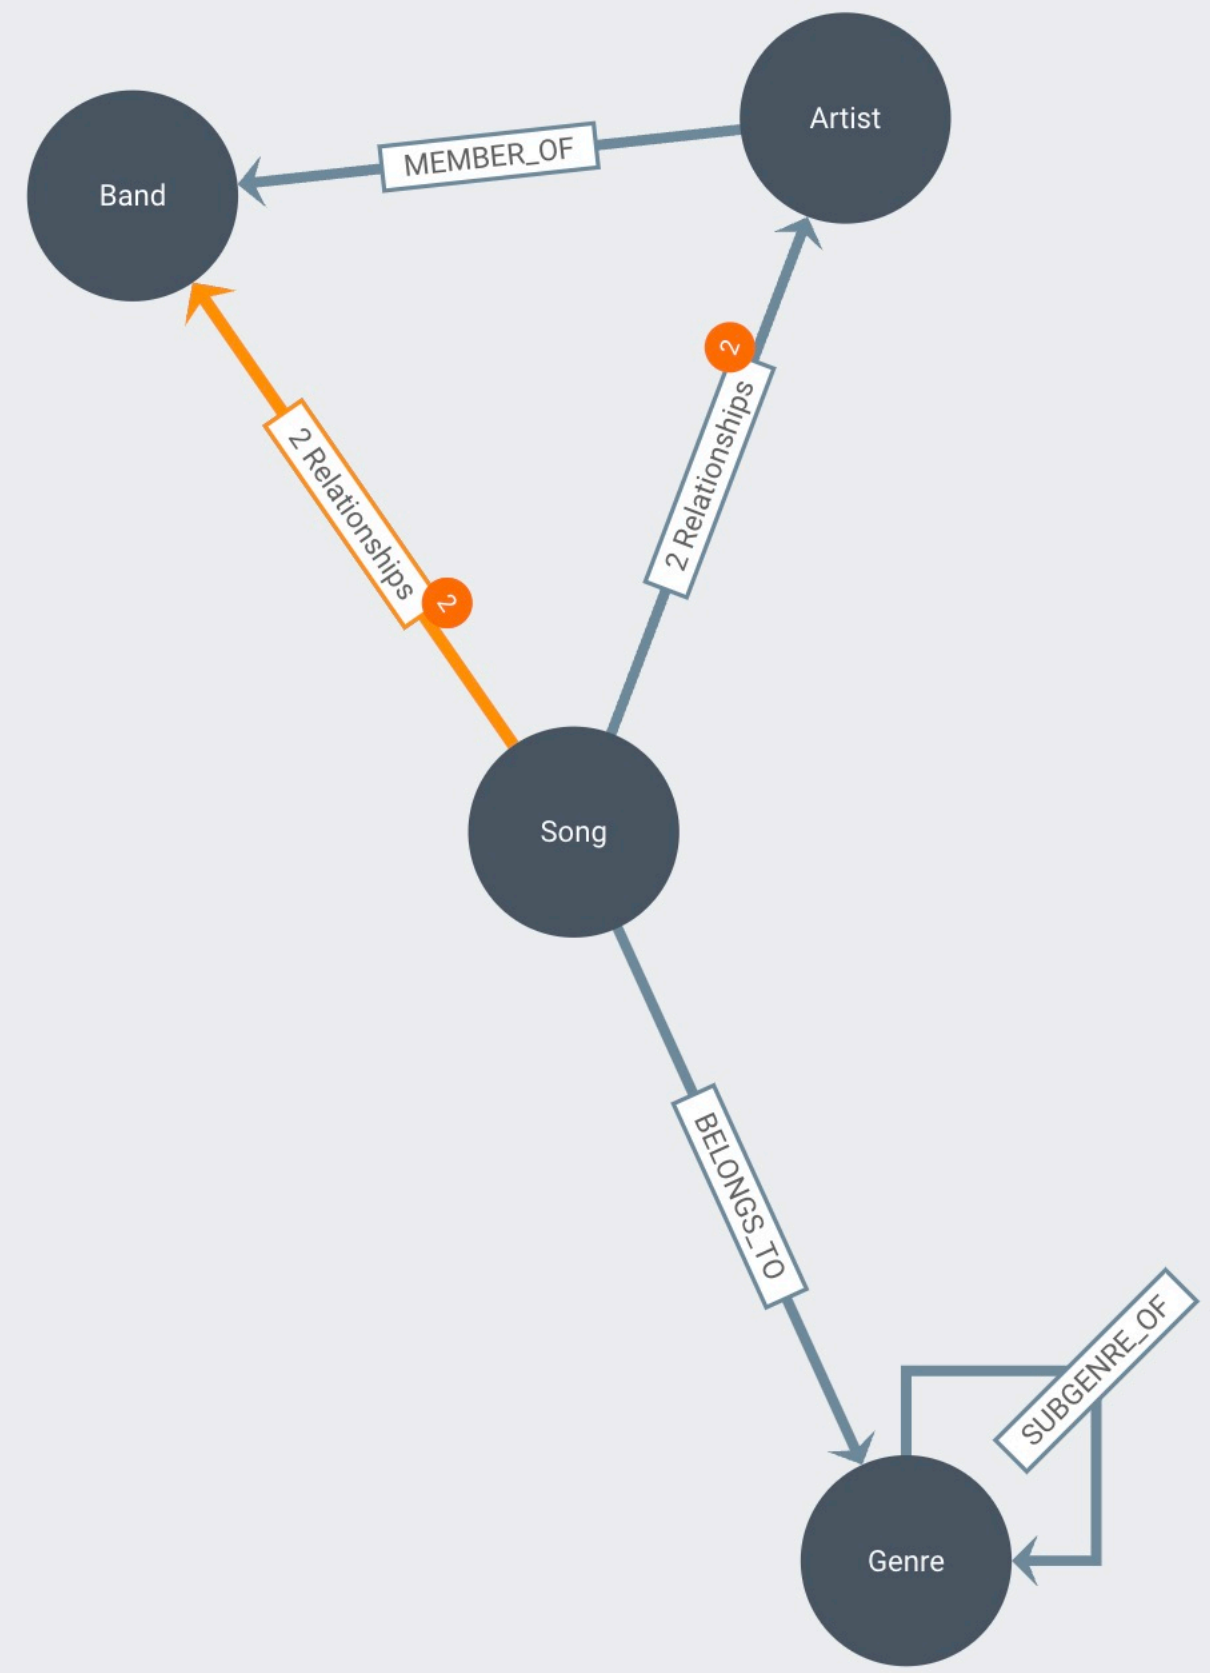 Artist
Band
MEMBER_OF
2
2 Relationships
2 Relationships
2
Song
BELONGS_TO
SUBGENRE_OF
Genre